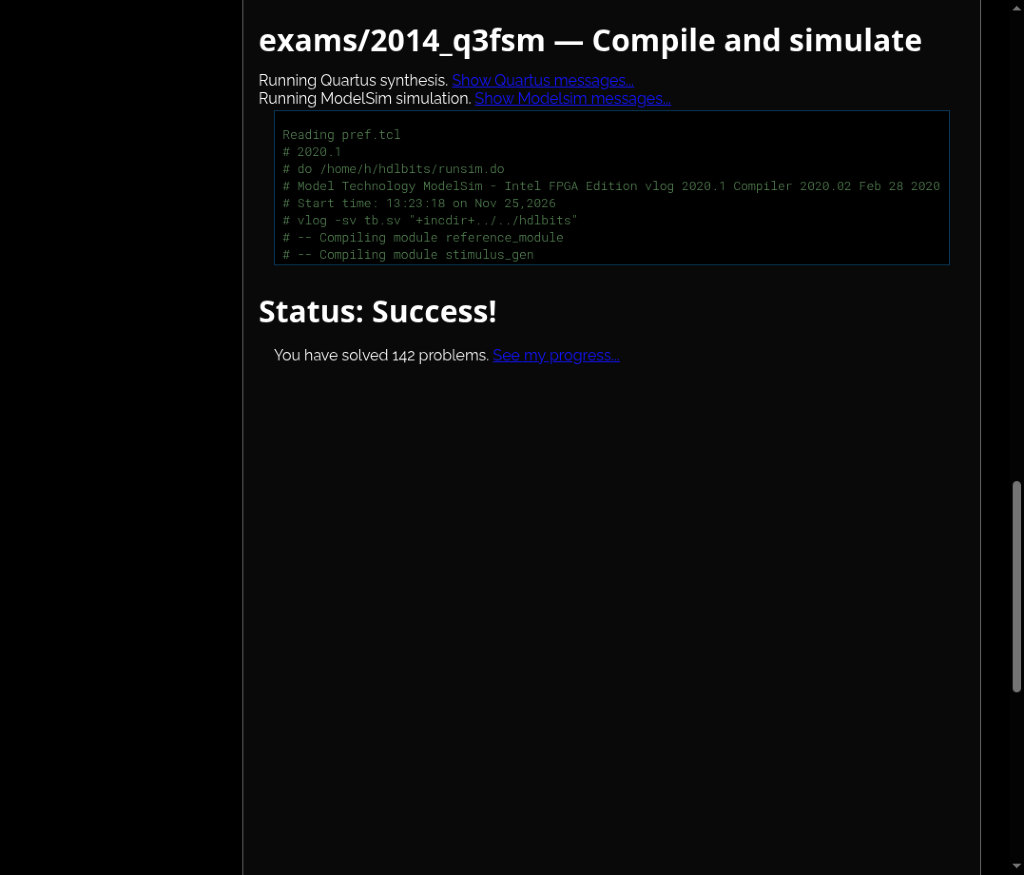 exams/2014_q3fsm — Compile and simulate
Running Quartus synthesis. Show Quartus messages...
Running ModelSim simulation. Show Modelsim messages...
Reading pref.tcl
# 2020.1
# do /home/h/hdlbits/runsim.do
# Model Technology ModelSim - Intel FPGA Edition vlog 2020.1 Compiler 2020.02 Feb 28 2020
# Start time: 13:23:18 on Nov 25,2026
# vlog -sv tb.sv "+incdir+../../hdlbits"
# -- Compiling module reference_module
# -- Compiling module stimulus_gen
Status: Success!
You have solved 142 problems. See my progress...